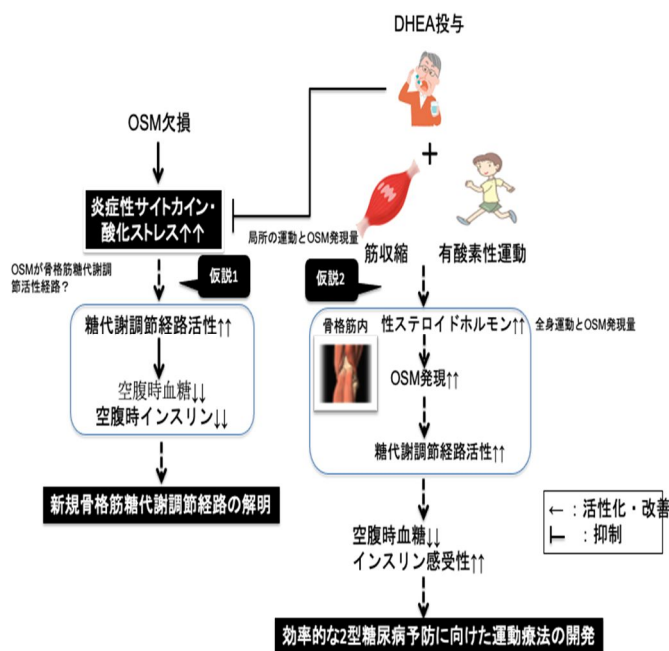 DHEA投与
OSM欠損
+
炎症性サイトカイン・
酸化ストレス↑↑
局所の運動とOSM発現量
筋収縮
有酸素性運動
OSMが骨格筋糖代謝調
節活性経路？
仮説1
仮説2
糖代謝調節経路活性↑↑
空腹時血糖↓↓
空腹時インスリン↓↓
新規骨格筋糖代謝調節経路の解明
骨格筋内
性ステロイドホルモン↑↑
全身運動とOSM発現量
OSM発現↑↑
糖代謝調節経路活性↑↑
空腹時血糖↓↓
インスリン感受性↑↑
効率的な2型糖尿病予防に向けた運動療法の開発
← ：活性化・改善
⊢ ：抑制